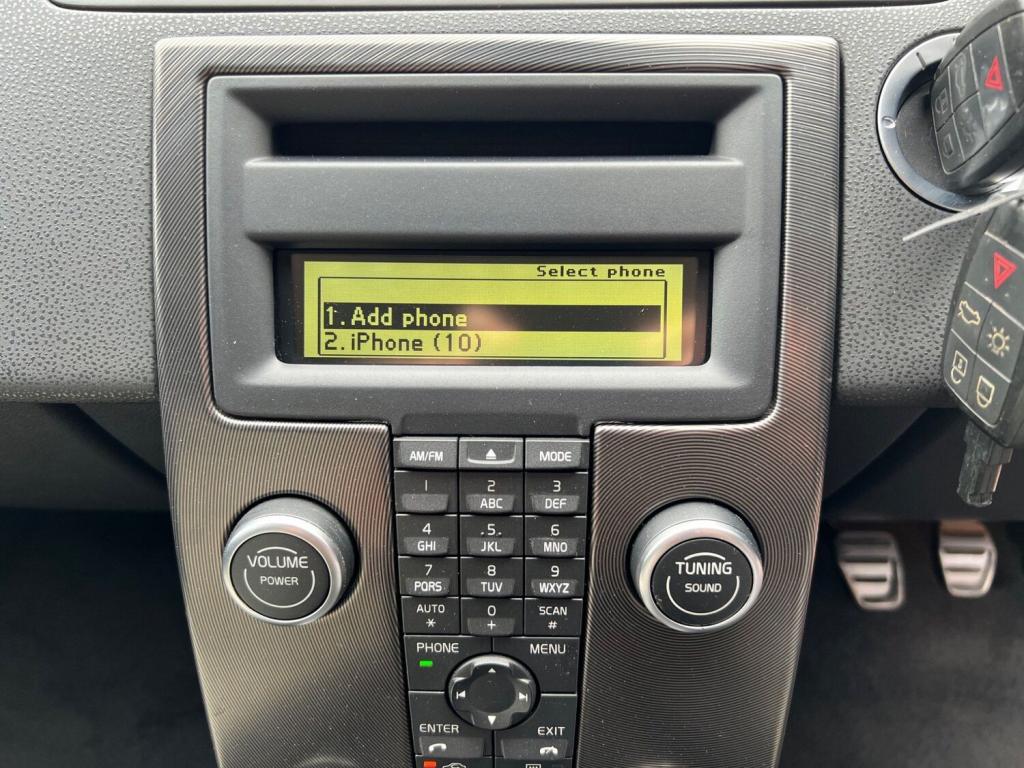 Select phone
1. Add phone
2. iPhone (10)
AM/FM
MODE
1
2
3
ABC
DEF
4
.5.
6
GHI
JKL
MNO
7
8
9
PQRS
TUV
WXYZ
AUTO
0
SCAN
*
+
#
VOLUME
POWER
TUNING
SOUND
PHONE
MENU
ENTER
EXIT